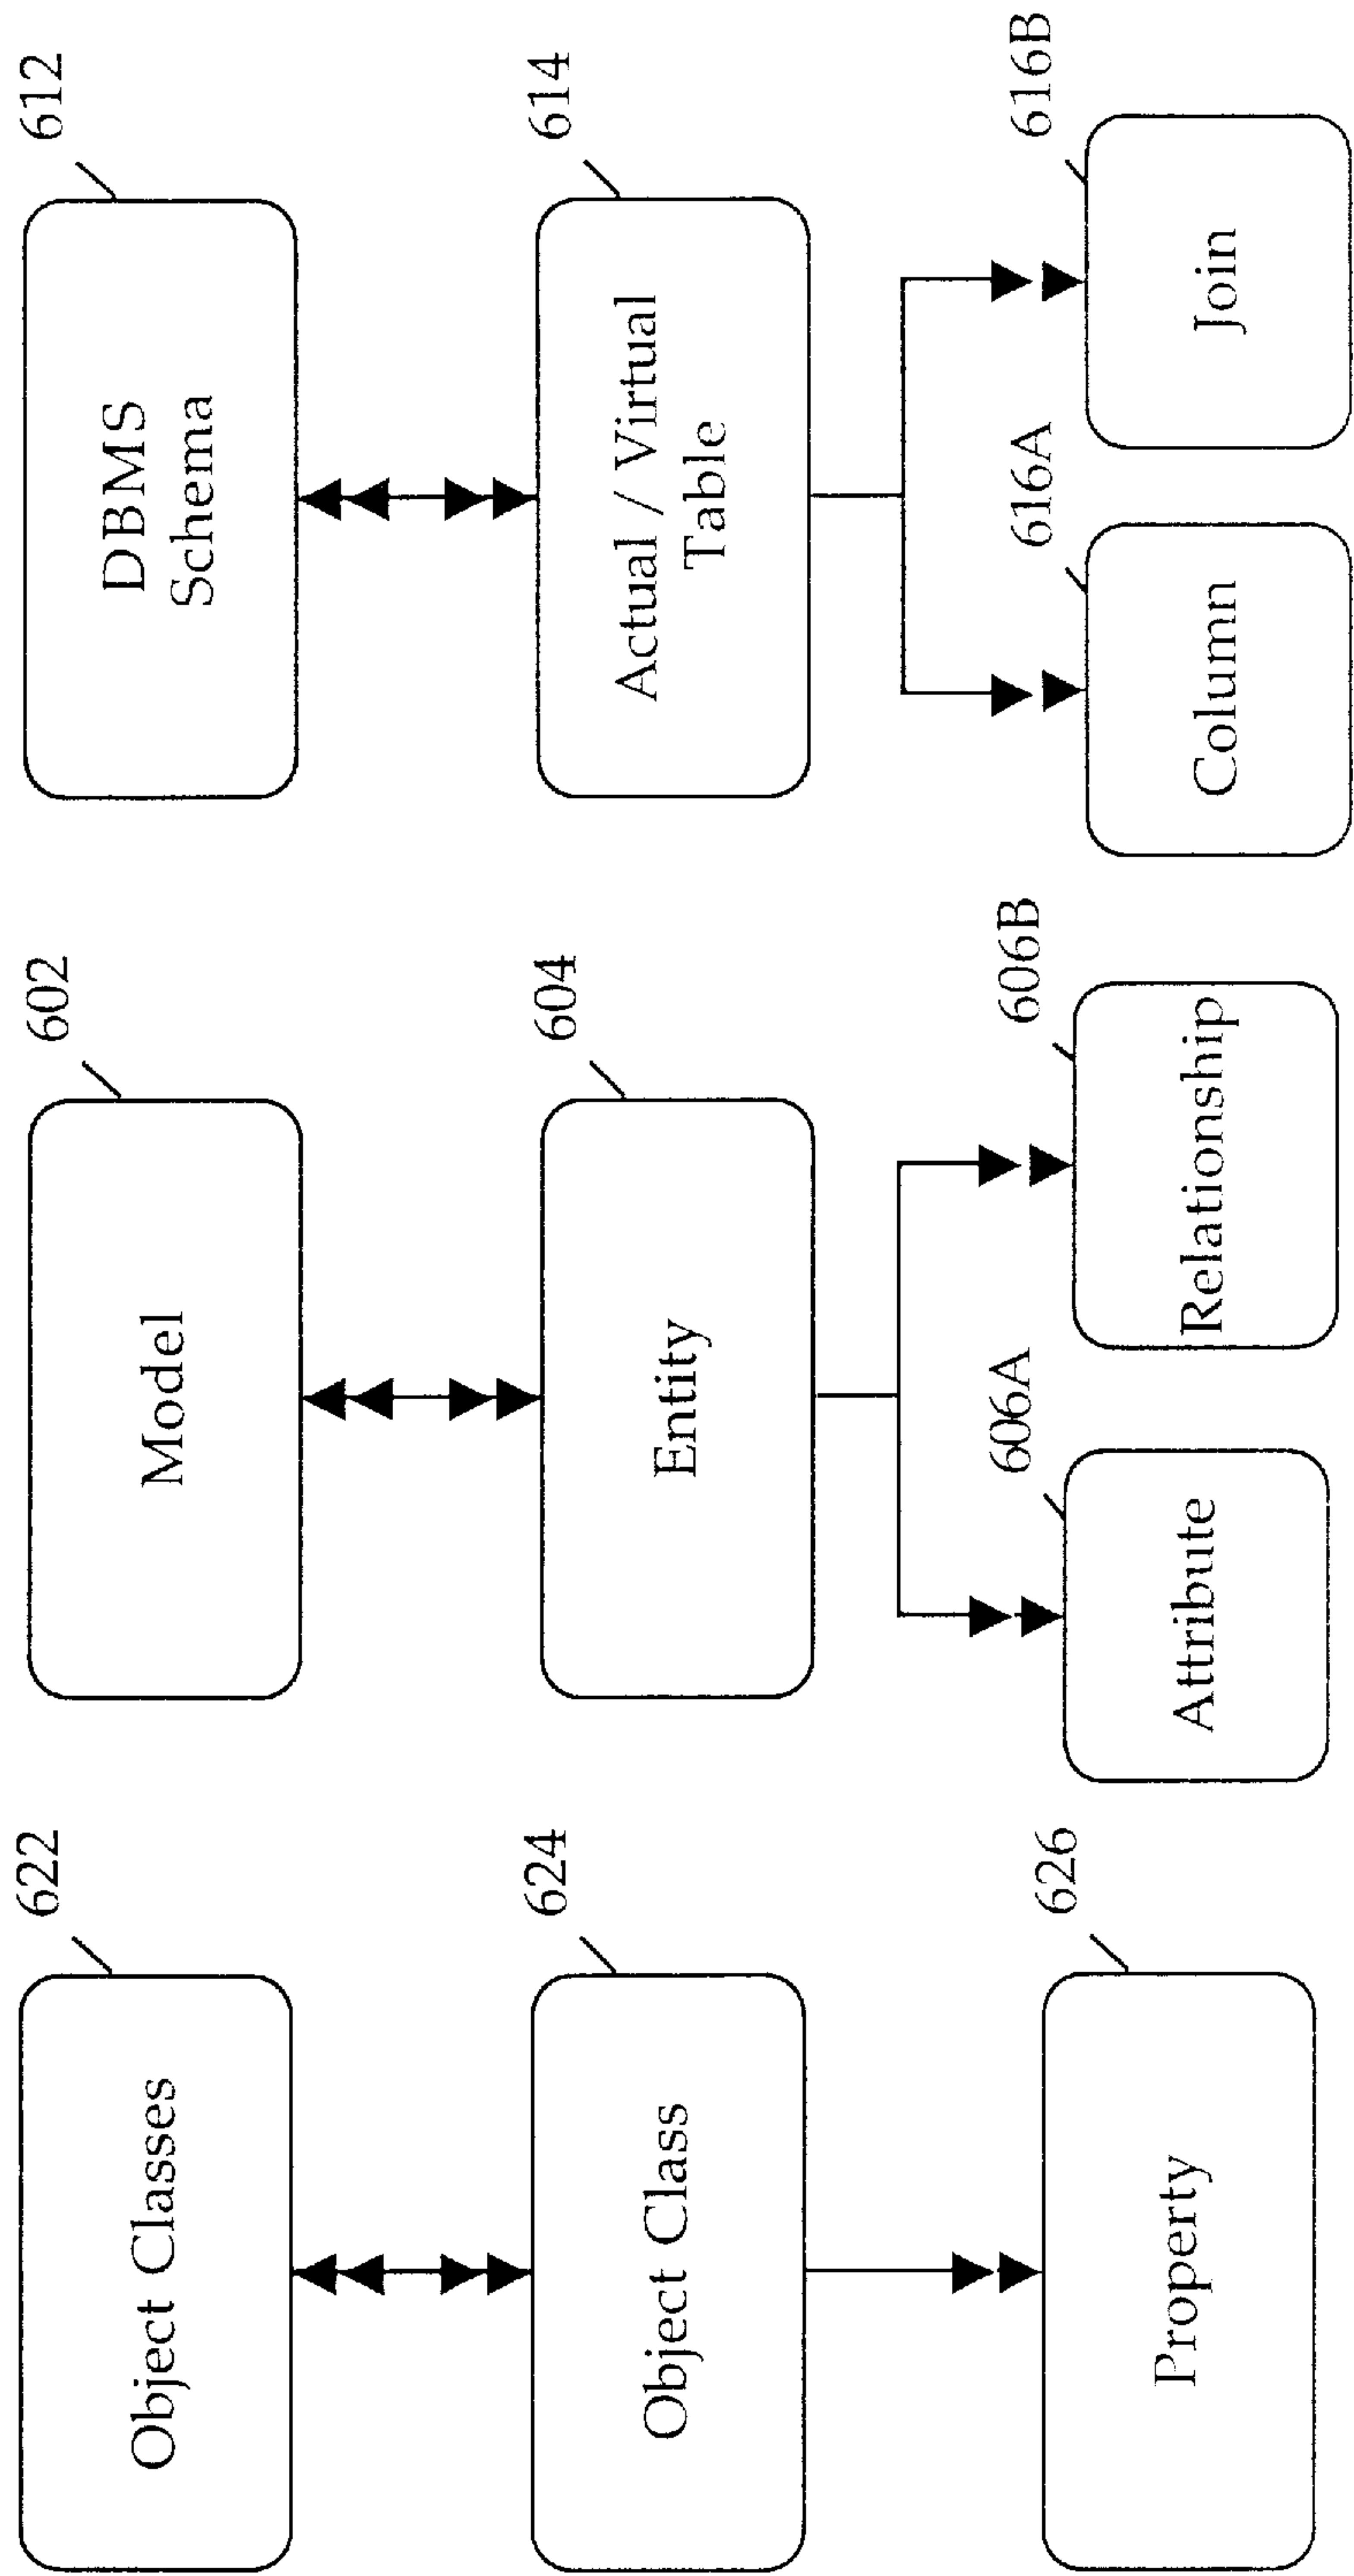 622
Object Classes
624
Object Class
626
Property
602
Model
604
Entity
606A
Attribute
606B
Relationship
612
DBMS
Schema
614
Actual / Virtual
Table
616A
Column
616B
Join